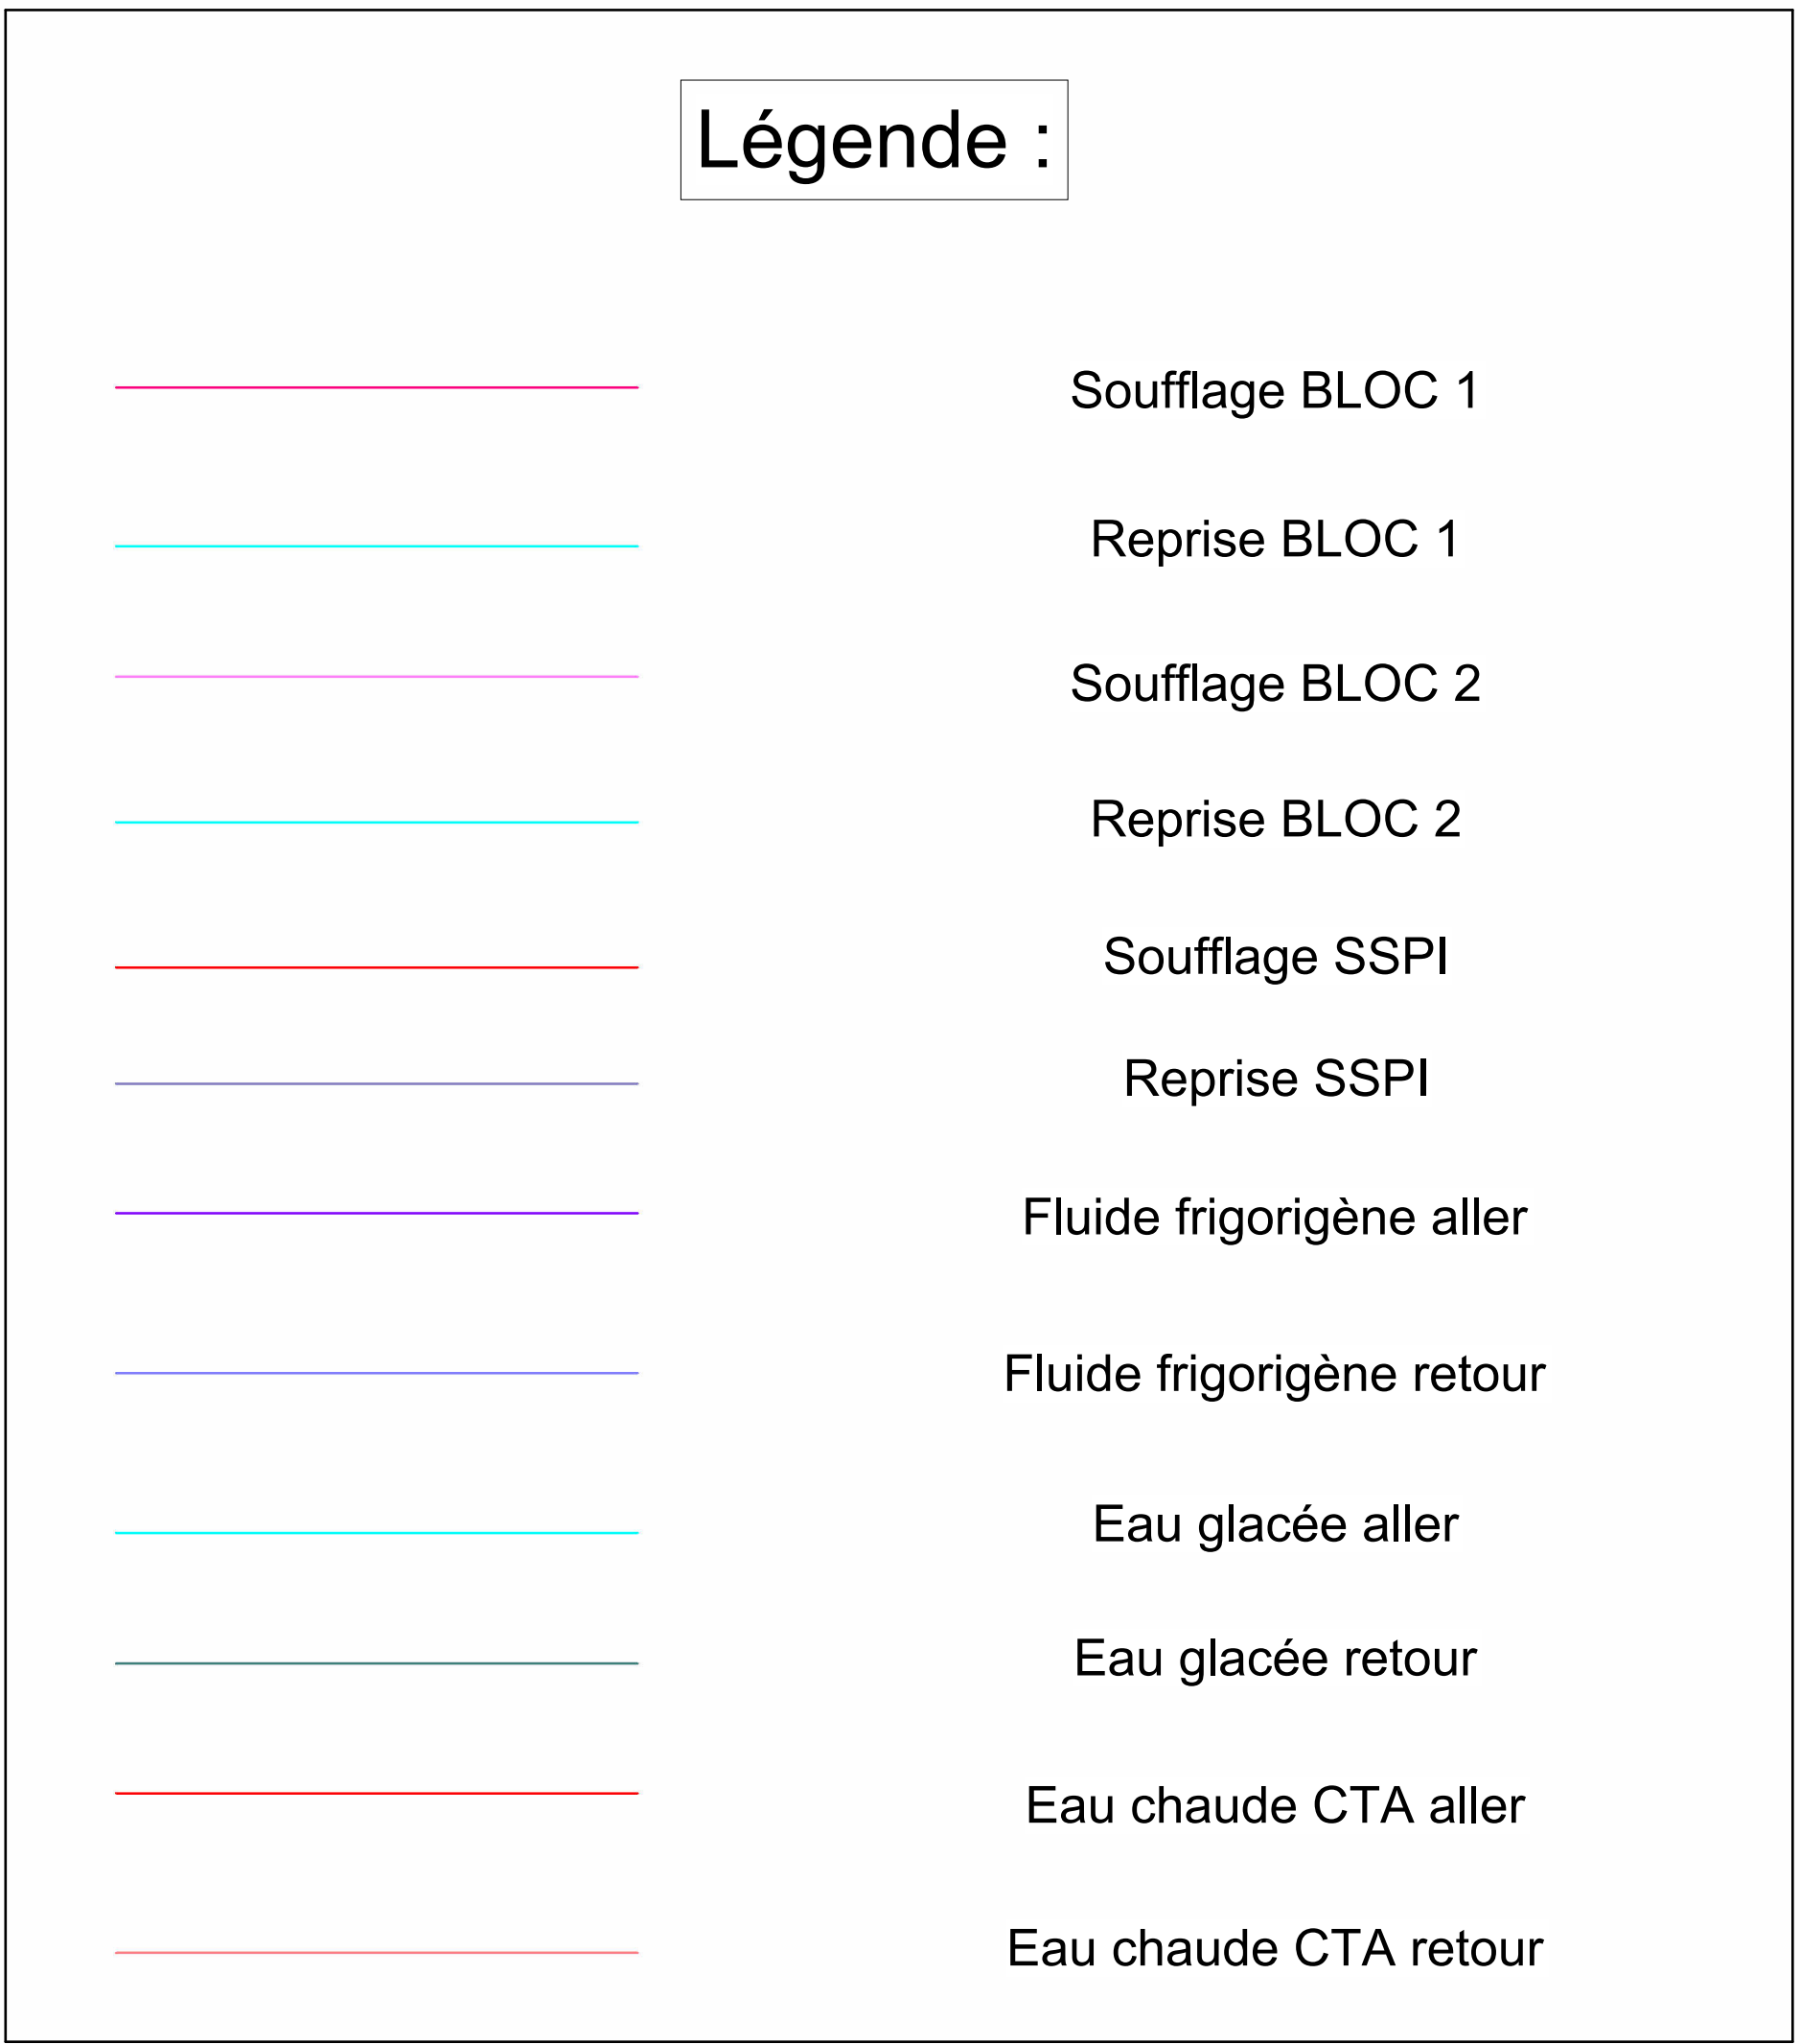 Légende :
Soufflage BLOC 1
Reprise BLOC 1
Soufflage BLOC 2
Reprise BLOC 2
Soufflage SSPI
Reprise SSPI
Fluide frigorigène aller
Fluide frigorigène retour
Eau glacée aller
Eau glacée retour
Eau chaude CTA aller
Eau chaude CTA retour